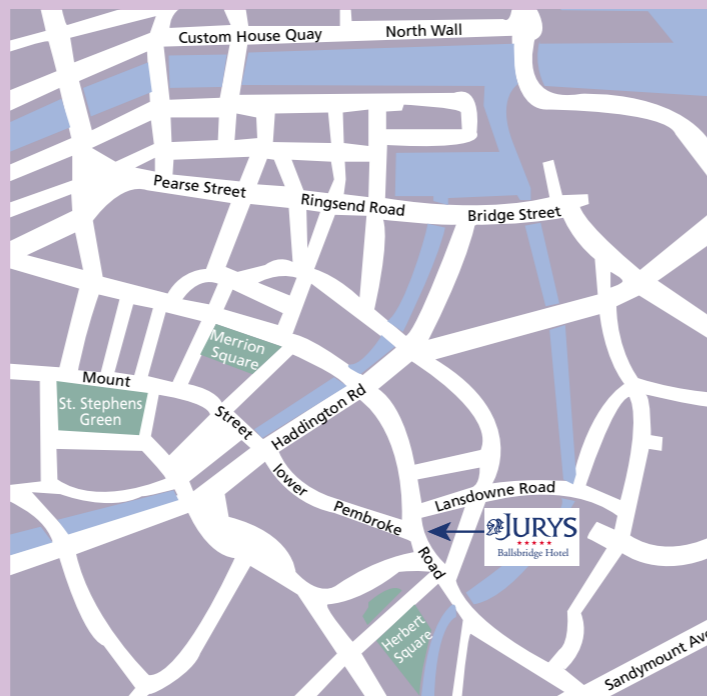 Custom House Quay
North Wall
Pearse Street
Ringsend Road
Bridge Street
Merrion
Square
Mount
St. Stephens
Green
Street
Haddington Rd
lower
Pembroke
Lansdowne Road
JURYS
Ballsbridge Hotel
Road
Herbert
Square
Sandymount Ave